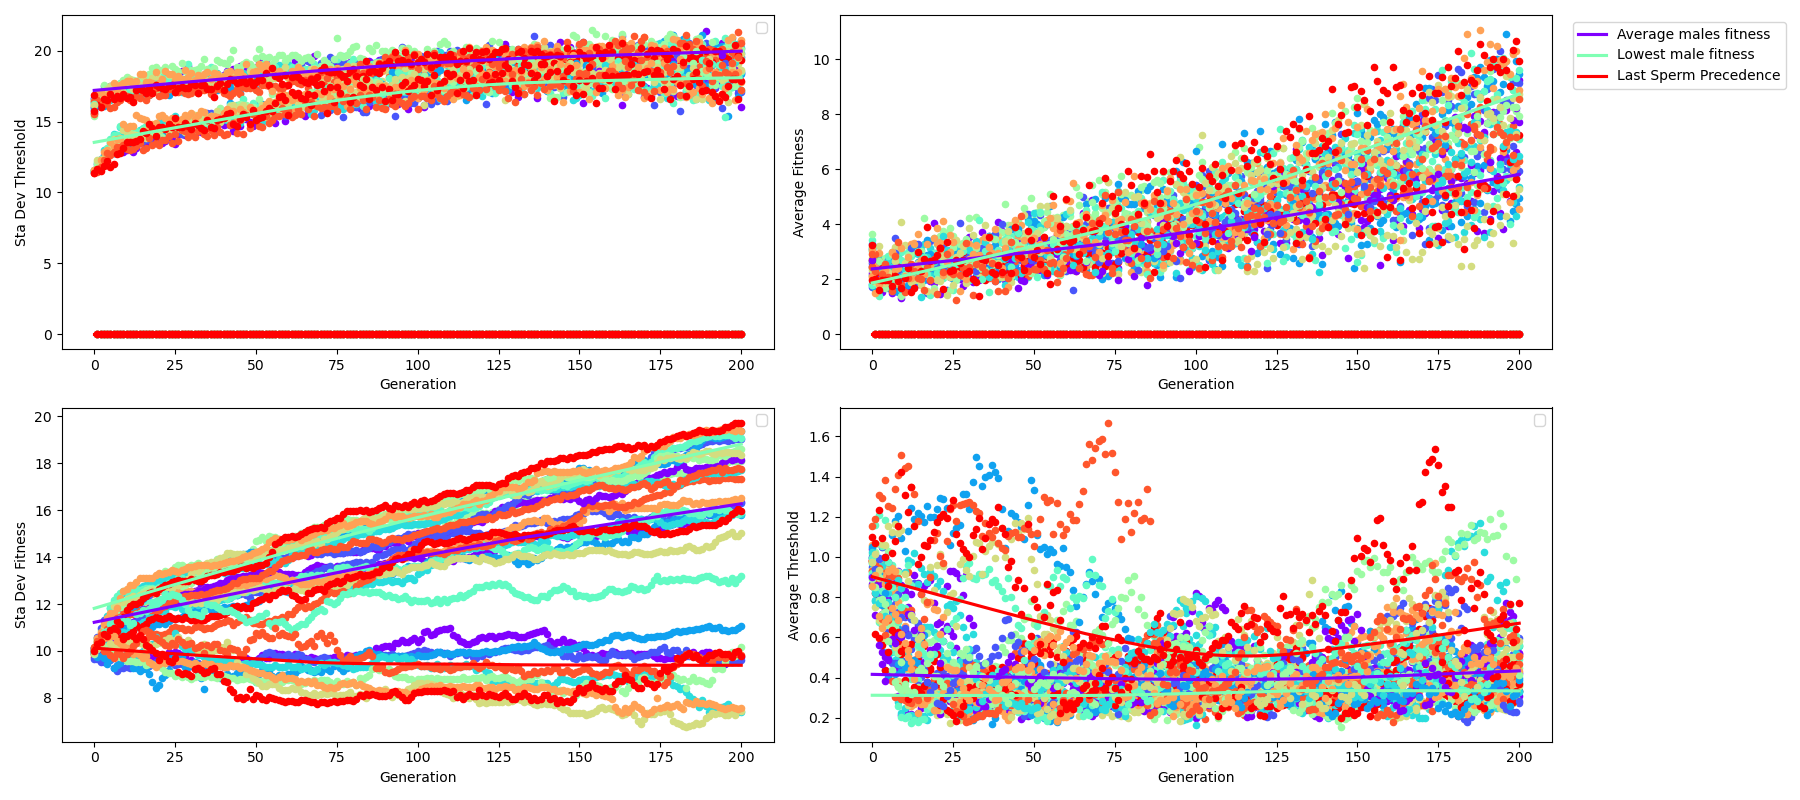 Sta Dev Threshold
20
15
10
5
0
0 25 50 75 100 125 150 175 200
Generation
Average Fitness
10
8
6
4
2
0
0 25 50 75 100 125 150 175 200
Generation
Average males fitness
Lowest male fitness
Last Sperm Precedence
Sta Dev Fitness
20
18
16
14
12
10
8
0 25 50 75 100 125 150 175 200
Generation
Average Threshold
1.6
1.4
1.2
1.0
0.8
0.6
0.4
0.2
0 25 50 75 100 125 150 175 200
Generation